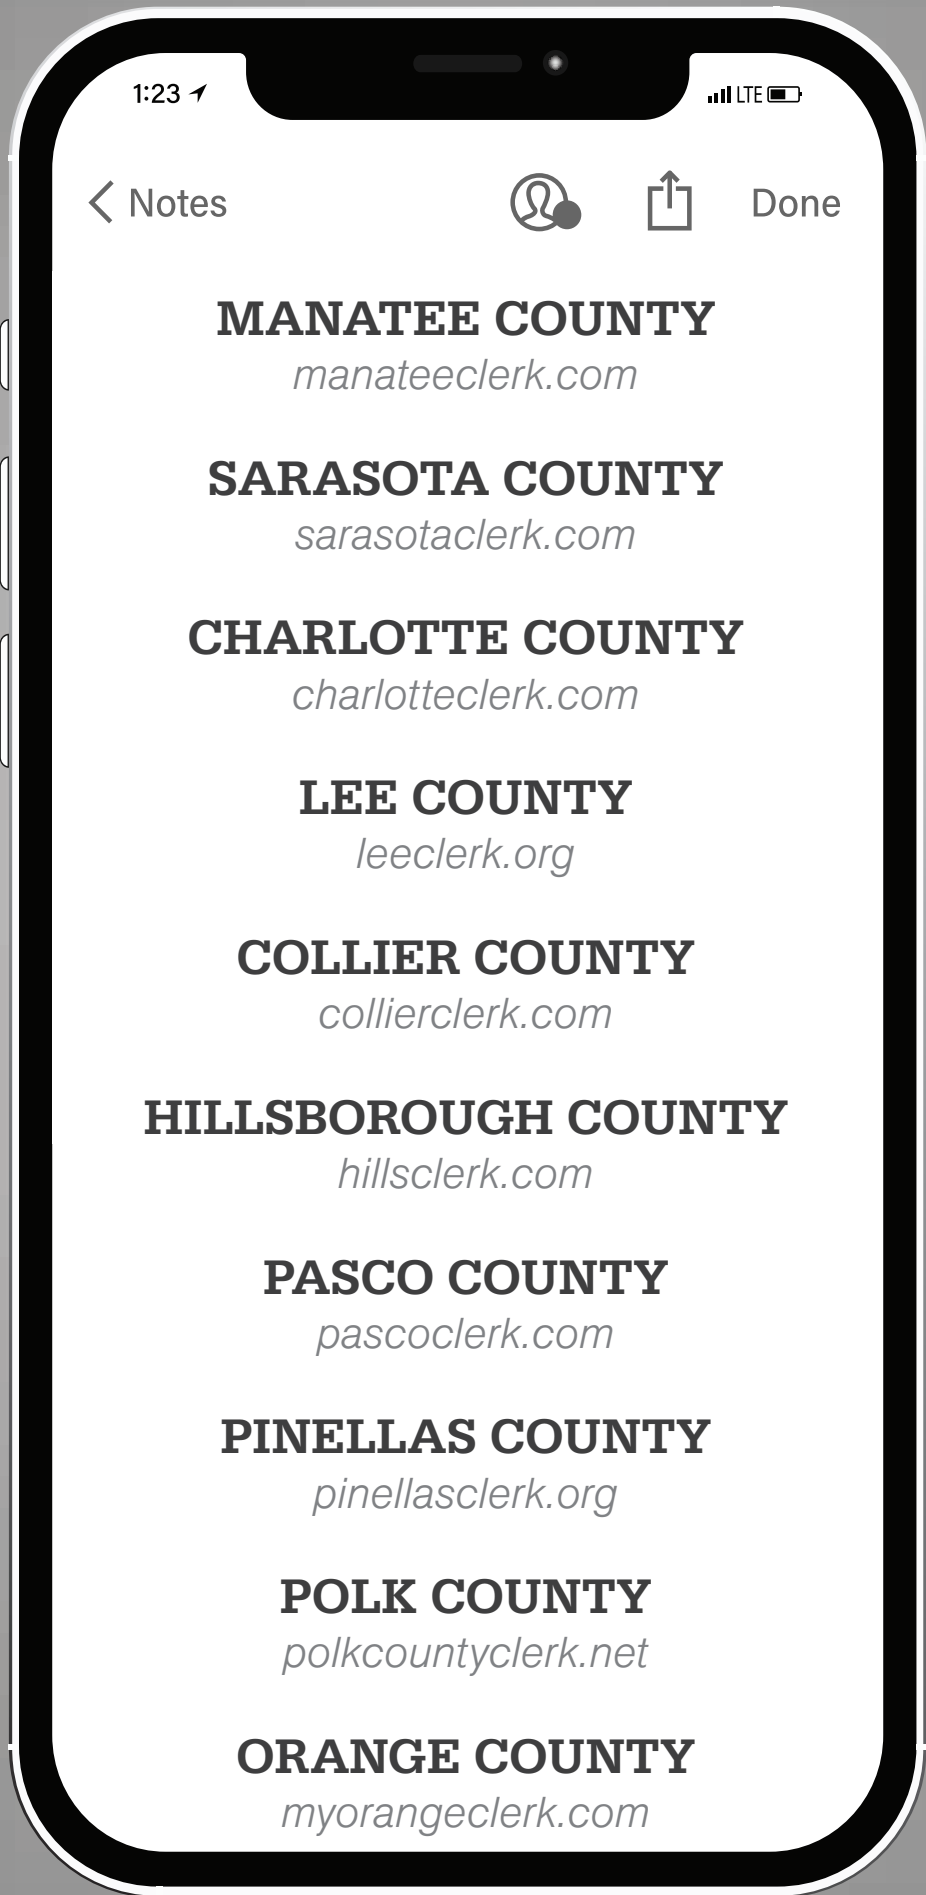 1:23 LTE
Notes Done
MANATEE COUNTY
manateeclerk.com
SARASOTA COUNTY
sarasotaclerk.com
CHARLOTTE COUNTY
charlotteclerk.com
LEE COUNTY
leeclerk.org
COLLIER COUNTY
collierclerk.com
HILLSBOROUGH COUNTY
hillsclerk.com
PASCO COUNTY
pascoclerk.com
PINELLAS COUNTY
pinellasclerk.org
POLK COUNTY
polkcountyclerk.net
ORANGE COUNTY
myorangeclerk.com